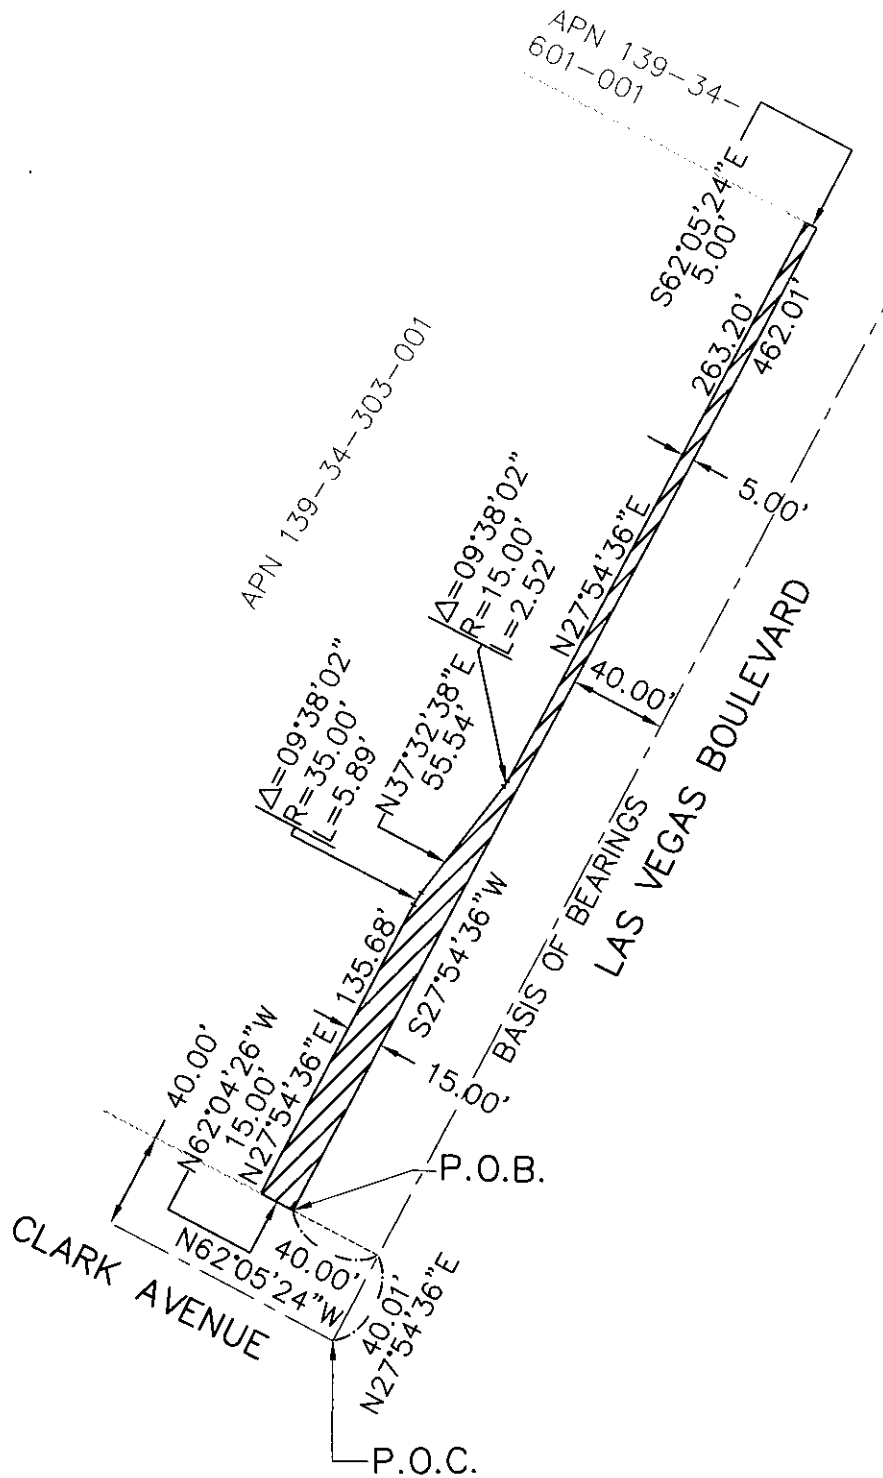 APN 139-34-
601-001
S62°05'24"E
5.00'
263.20'
462.01'
APN 139-34-303-001
5.00'
Δ=09°38'02"
R=15.00'
L=2.52'
N27°54'36"E
40.00'
LAS VEGAS BOULEVARD
BASIS OF BEARINGS
Δ=09°38'02"
R=35.00'
L=5.89'
N37°32'38"E
55.54'
135.68'
S27°54'36"W
15.00'
40.00'
N62°04'26"W
15.00'
N27°54'36"E
P.O.B.
CLARK AVENUE
N62°05'24"W
40.00'
40.01'
N27°54'36"E
P.O.C.